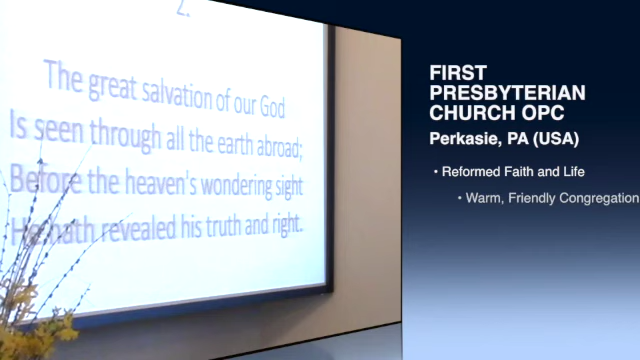 2.
The great salvation of our God
Is seen through all the earth abroad;
Before the heaven's wondering sight
He hath revealed his truth and right.
FIRST
PRESBYTERIAN
CHURCH OPC
Perkasie, PA (USA)
• Reformed Faith and Life
• Warm, Friendly Congregation